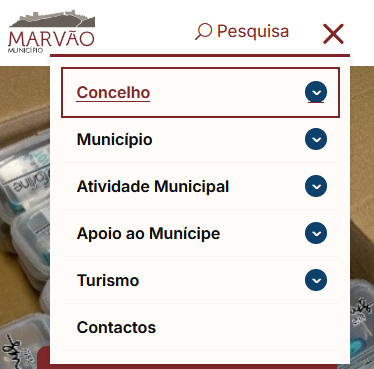 MARVÃO
MUNICÍPIO
Pesquisa
Concelho
Município
Atividade Municipal
Apoio ao Munícipe
Turismo
Contactos